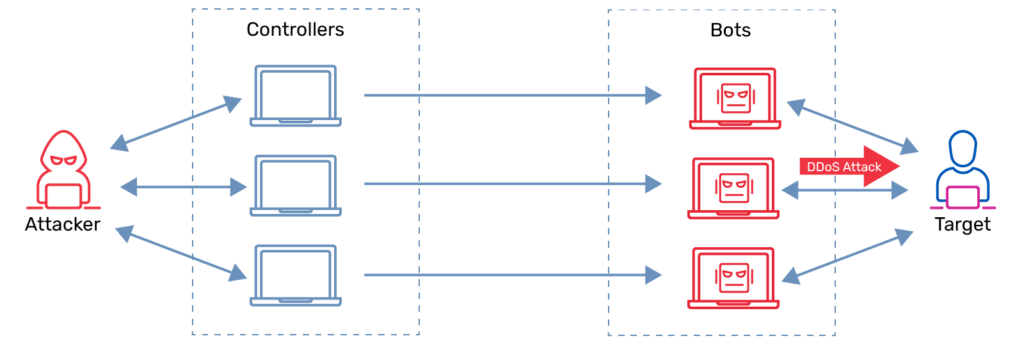 Controllers
Bots
DDoS Attack
Attacker
Target